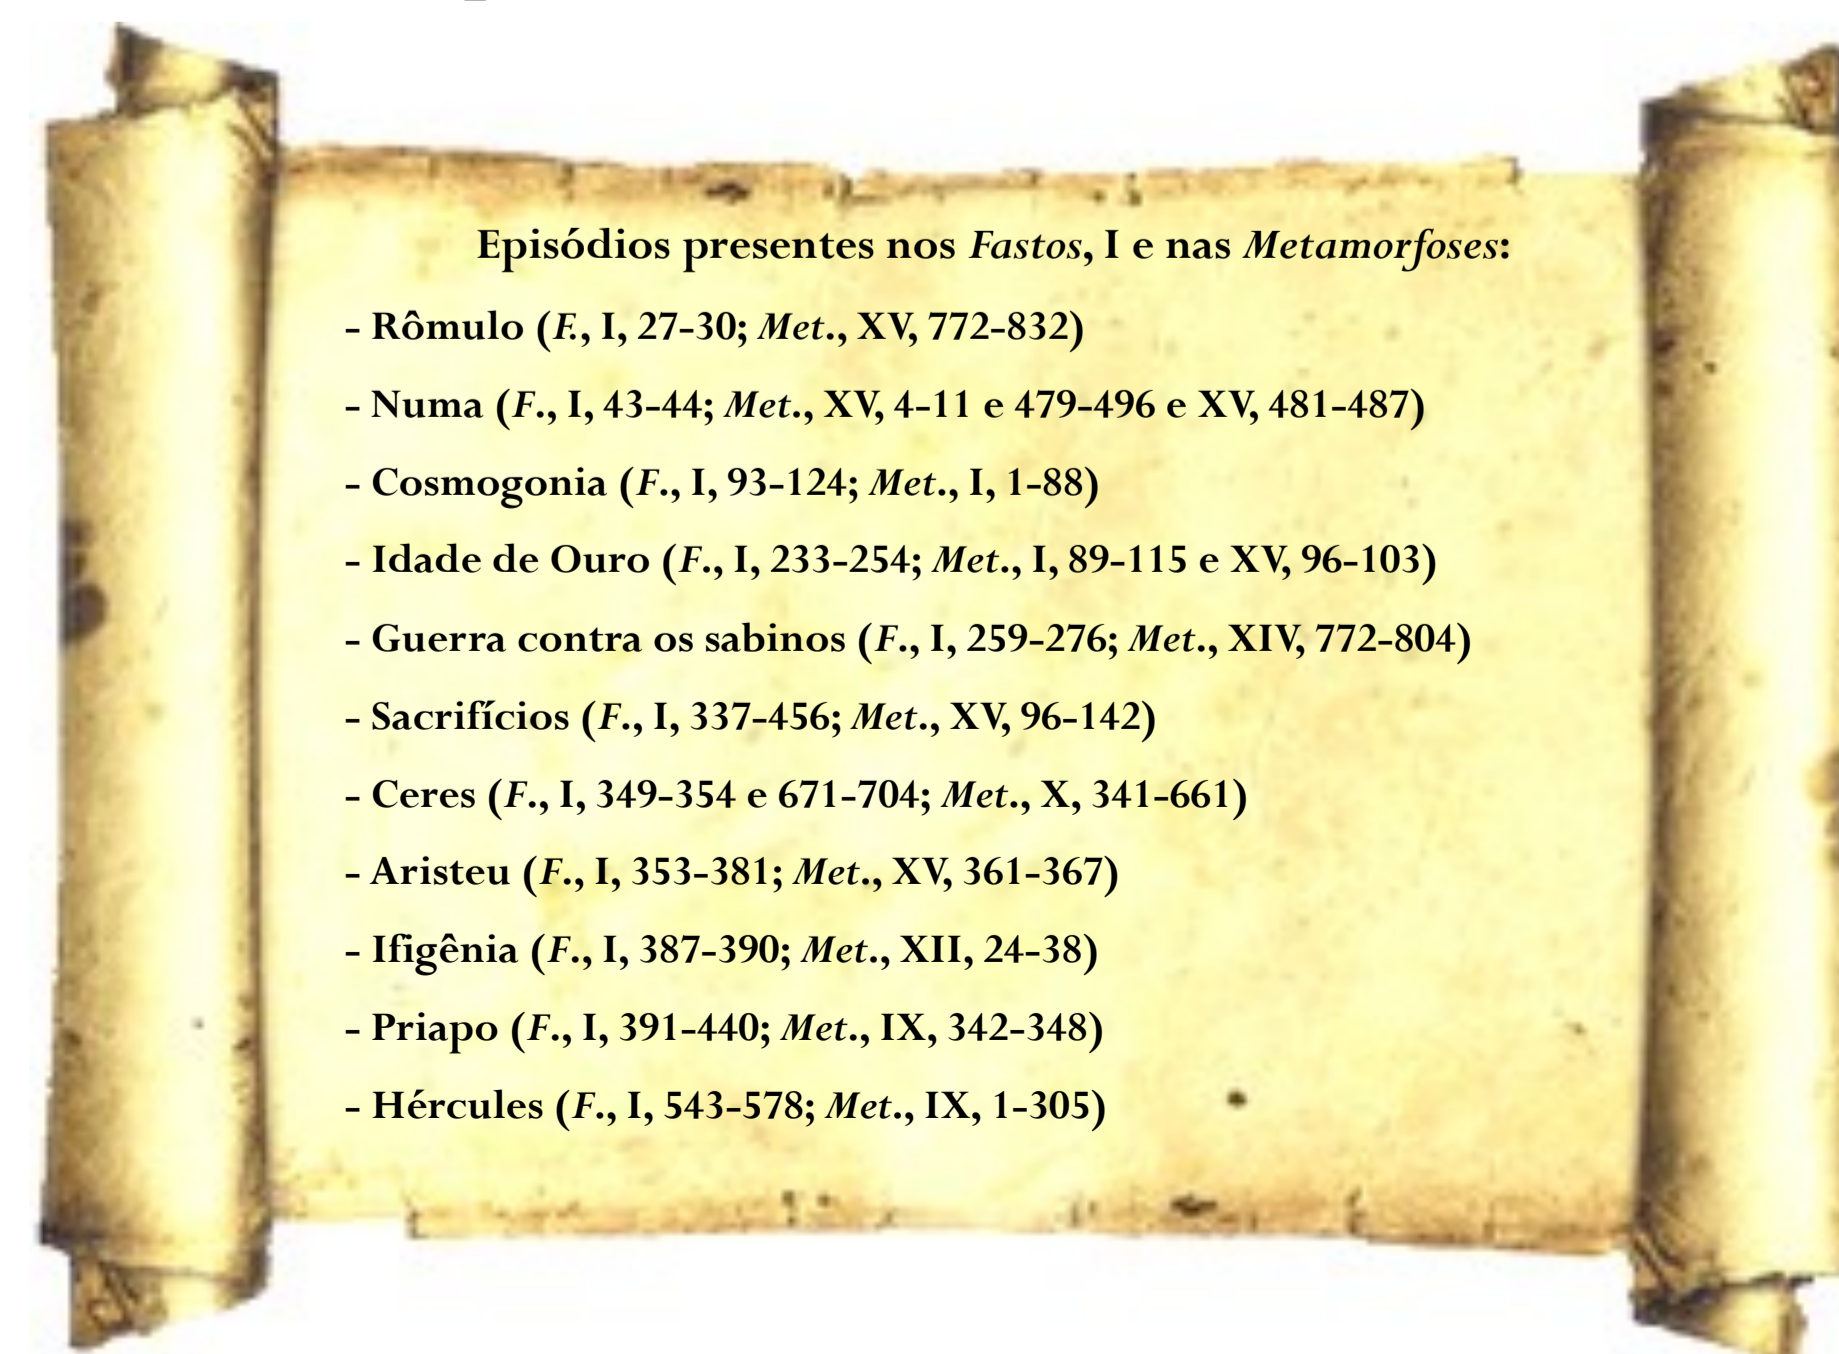 Episódios presentes nos Fastos, I e nas Metamorfoses:
- Rômulo (F., I, 27-30; Met., XV, 772-832)
- Numa (F., I, 43-44; Met., XV, 4-11 e 479-496 e XV, 481-487)
- Cosmogonia (F., I, 93-124; Met., I, 1-88)
- Idade de Ouro (F., I, 233-254; Met., I, 89-115 e XV, 96-103)
- Guerra contra os sabinos (F., I, 259-276; Met., XIV, 772-804)
- Sacrifícios (F., I, 337-456; Met., XV, 96-142)
- Ceres (F., I, 349-354 e 671-704; Met., X, 341-661)
- Aristeu (F., I, 353-381; Met., XV, 361-367)
- Ifigênia (F., I, 387-390; Met., XII, 24-38)
- Priapo (F., I, 391-440; Met., IX, 342-348)
- Hércules (F., I, 543-578; Met., IX, 1-305)